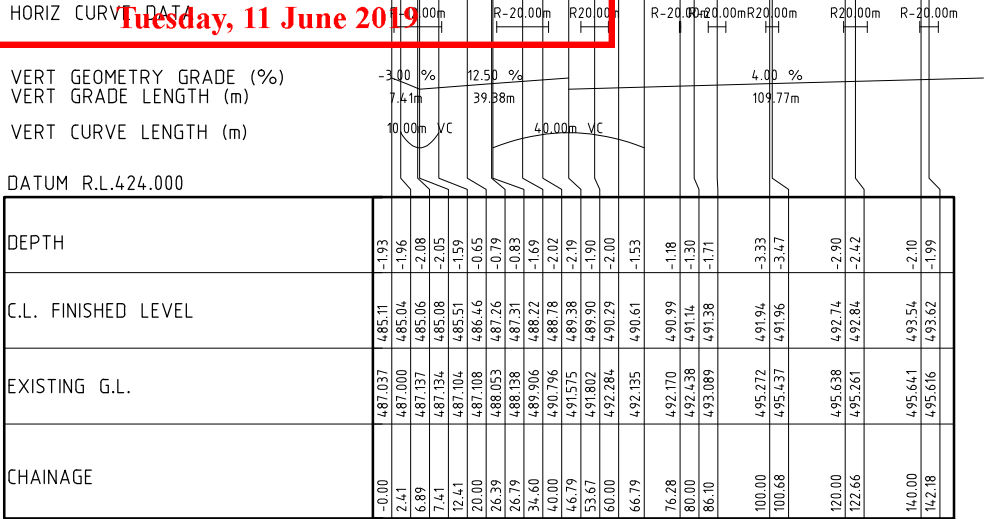 HORIZ CURVE DATA
Tuesday, 11 June 2019
R-20.00m R20.00m R-20.00m R20.00m R20.00m R-20.00m
VERT GEOMETRY GRADE (%) -3.00 % 12.50 % 4.00 %
VERT GRADE LENGTH (m) 7.41m 39.38m 109.77m
VERT CURVE LENGTH (m) 10.00m VC 40.00m VC
DATUM R.L.424.000
DEPTH -1.93 -1.96 -2.08 -2.05 -1.59 -0.65 -0.79 -0.83 -1.69 -2.02 -2.19 -1.90 -2.00 -1.53 -1.18 -1.30 -1.71 -3.33 -3.47 -2.90 -2.42 -2.10 -1.99
C.L. FINISHED LEVEL 485.11 485.04 485.06 485.08 485.51 486.46 487.26 487.31 488.22 488.78 489.38 489.90 490.29 490.61 490.99 491.14 491.38 491.94 491.96 492.74 492.84 493.54 493.62
EXISTING G.L. 487.037 487.000 487.137 487.134 487.104 487.108 488.053 488.138 489.906 490.796 491.575 491.802 492.284 492.135 492.170 492.438 493.089 495.272 495.437 495.638 495.261 495.641 495.616
CHAINAGE -0.00 2.41 6.89 7.41 12.41 20.00 26.39 26.79 34.60 40.00 46.79 53.67 60.00 66.79 76.28 80.00 86.10 100.00 100.68 120.00 122.66 140.00 142.18